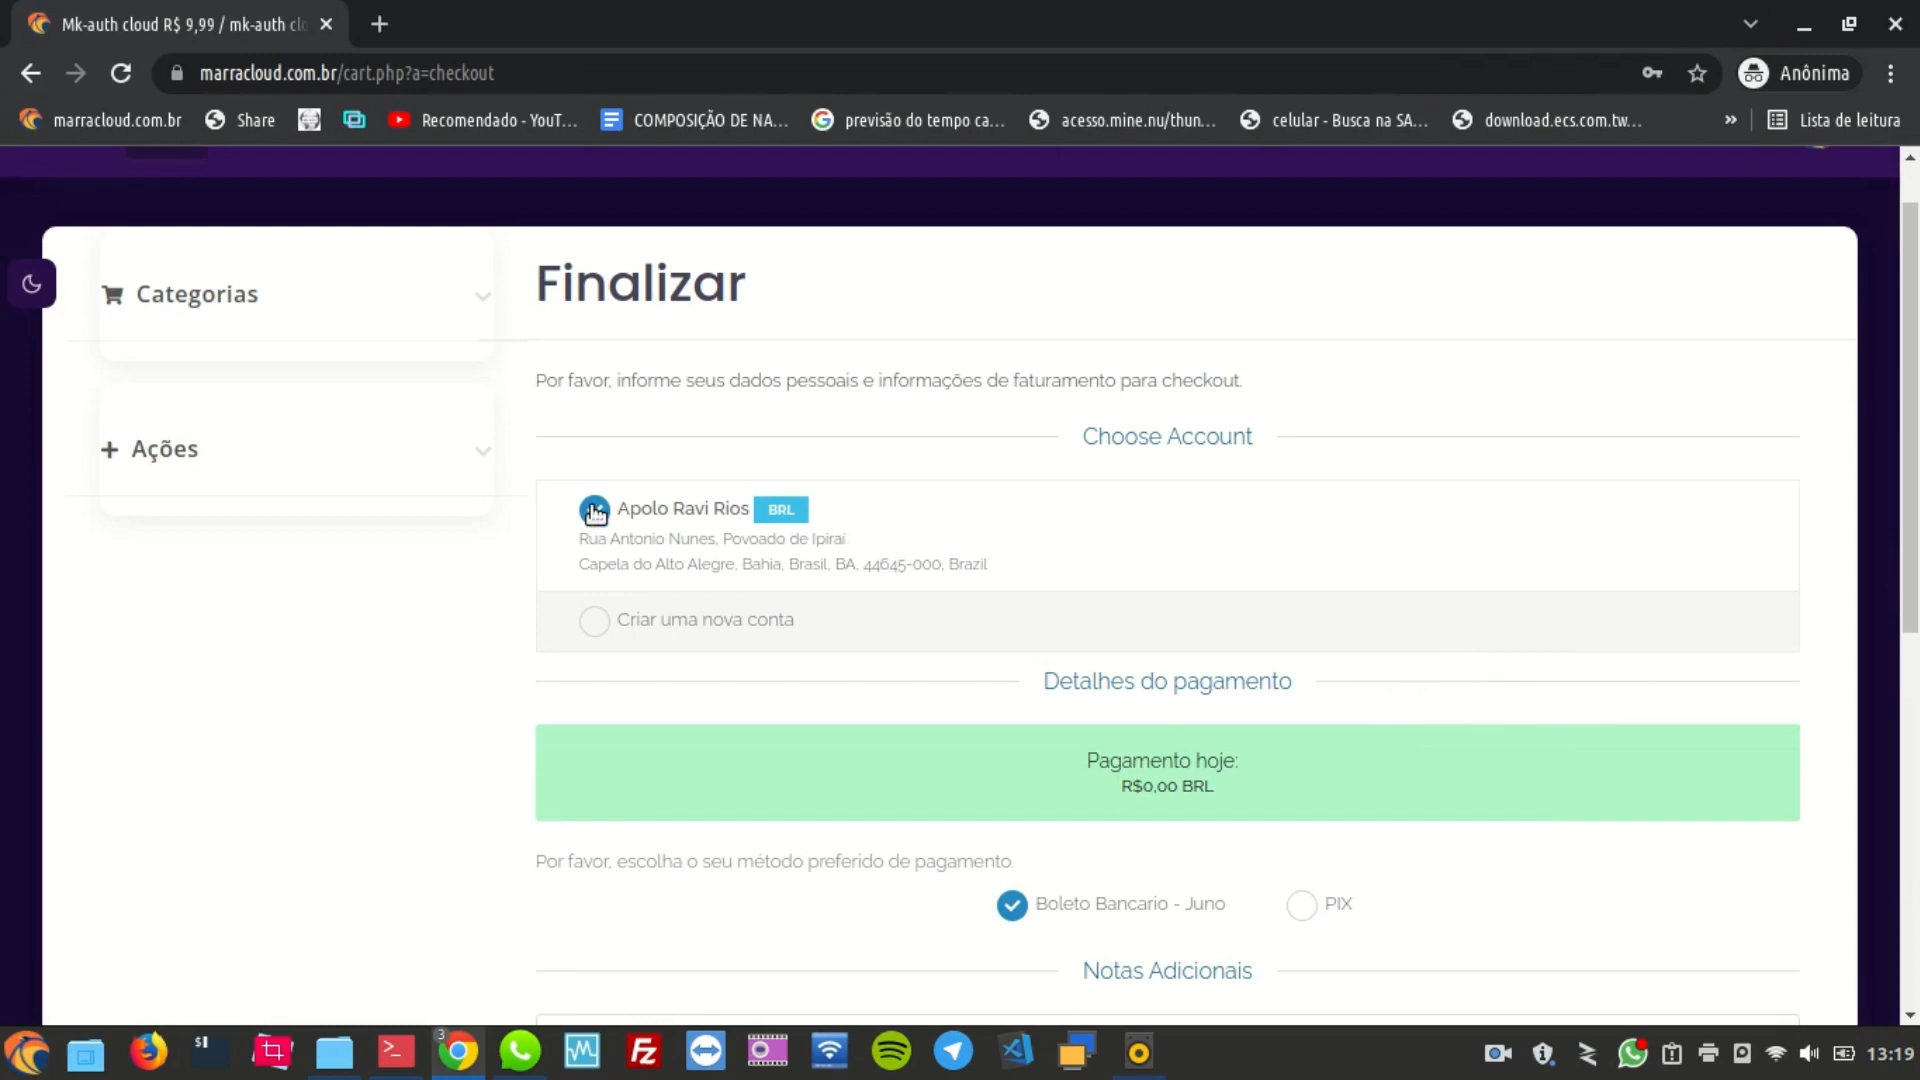 Mk-auth cloud R$ 9,99 / mk-auth clo
marracloud.com.br/cart.php?a=checkout
Anônima
marracloud.com.br
Share
Recomendado - YouT...
COMPOSIÇÃO DE NA...
previsão do tempo ca...
acesso.mine.nu/thun...
celular - Busca na SA...
download.ecs.com.tw...
»
Lista de leitura
Categorias
Ações
Finalizar
Por favor, informe seus dados pessoais e informações de faturamento para checkout.
Choose Account
Apolo Ravi Rios BRL
Rua Antonio Nunes, Povoado de Ipiraí
Capela do Alto Alegre, Bahia, Brasil, BA, 44645-000, Brazil
Criar uma nova conta
Detalhes do pagamento
Pagamento hoje:
R$0,00 BRL
Por favor, escolha o seu método preferido de pagamento.
Boleto Bancario - Juno
PIX
Notas Adicionais
$I
3
Fz
13:19